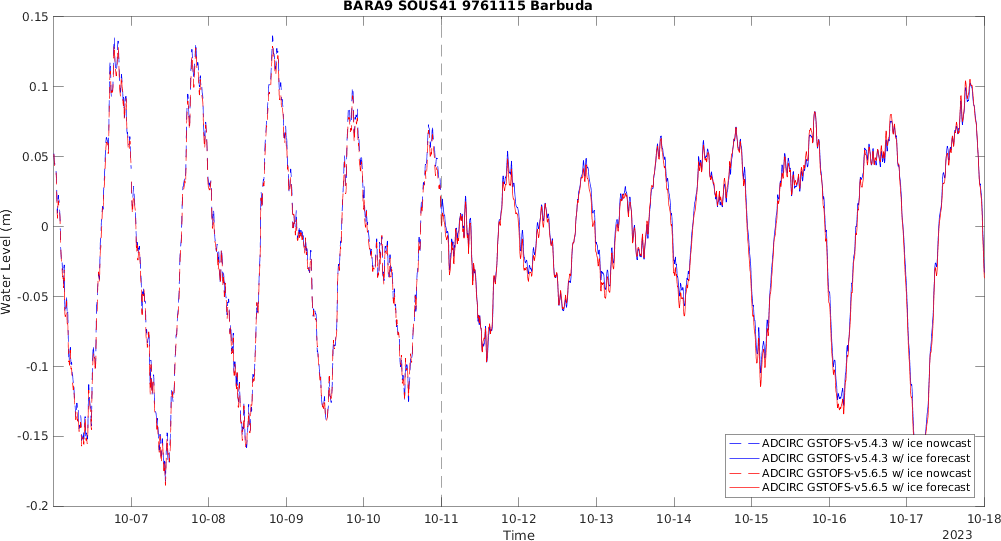 BARA9 SOUS41 9761115 Barbuda
0.15
0.1
0.05
0
-0.05
-0.1
-0.15
-0.2
Water Level (m)
ADCIRC GSTOFS-v5.4.3 w/ ice nowcast
ADCIRC GSTOFS-v5.4.3 w/ ice forecast
ADCIRC GSTOFS-v5.6.5 w/ ice nowcast
ADCIRC GSTOFS-v5.6.5 w/ ice forecast
10-07 10-08 10-09 10-10 10-11 10-12 10-13 10-14 10-15 10-16 10-17 10-18
Time
2023